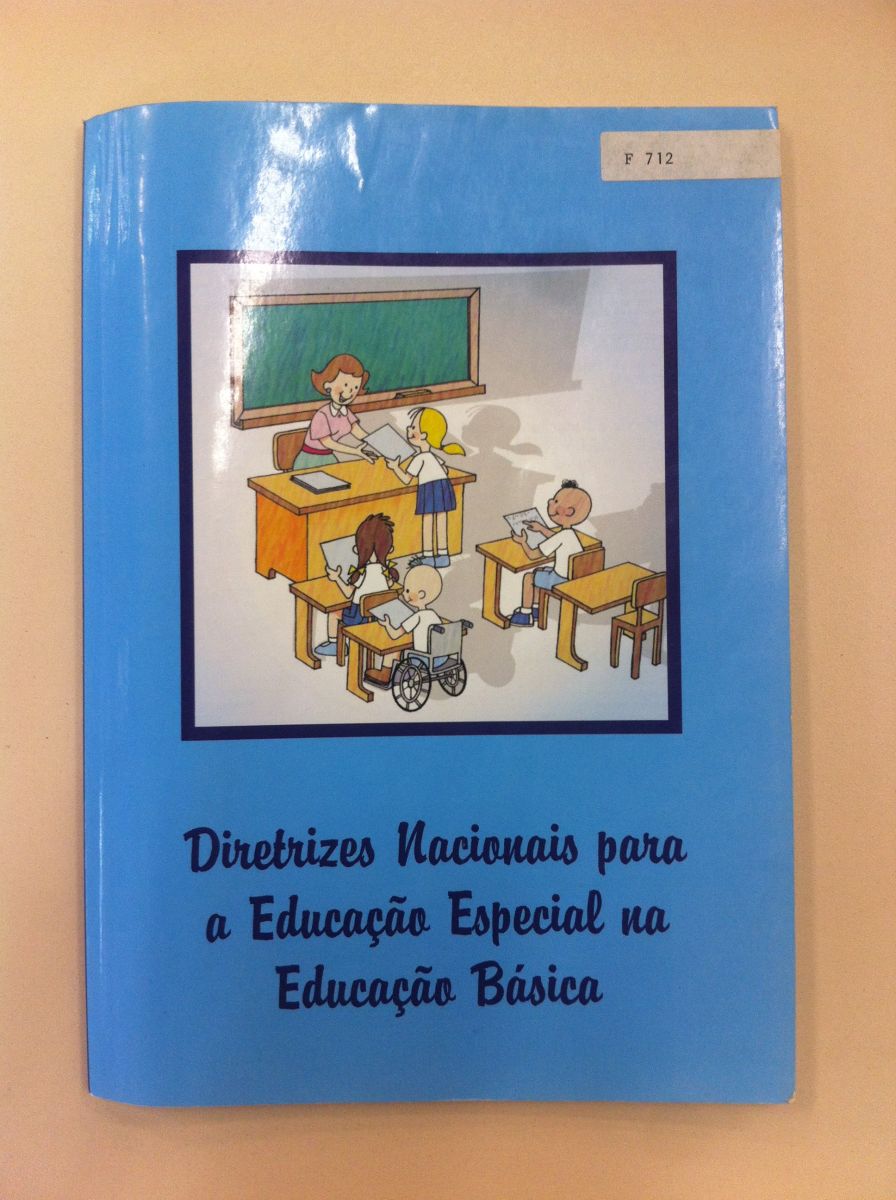 F 712
Diretrizes Nacionais para
a Educação Especial na
Educação Básica